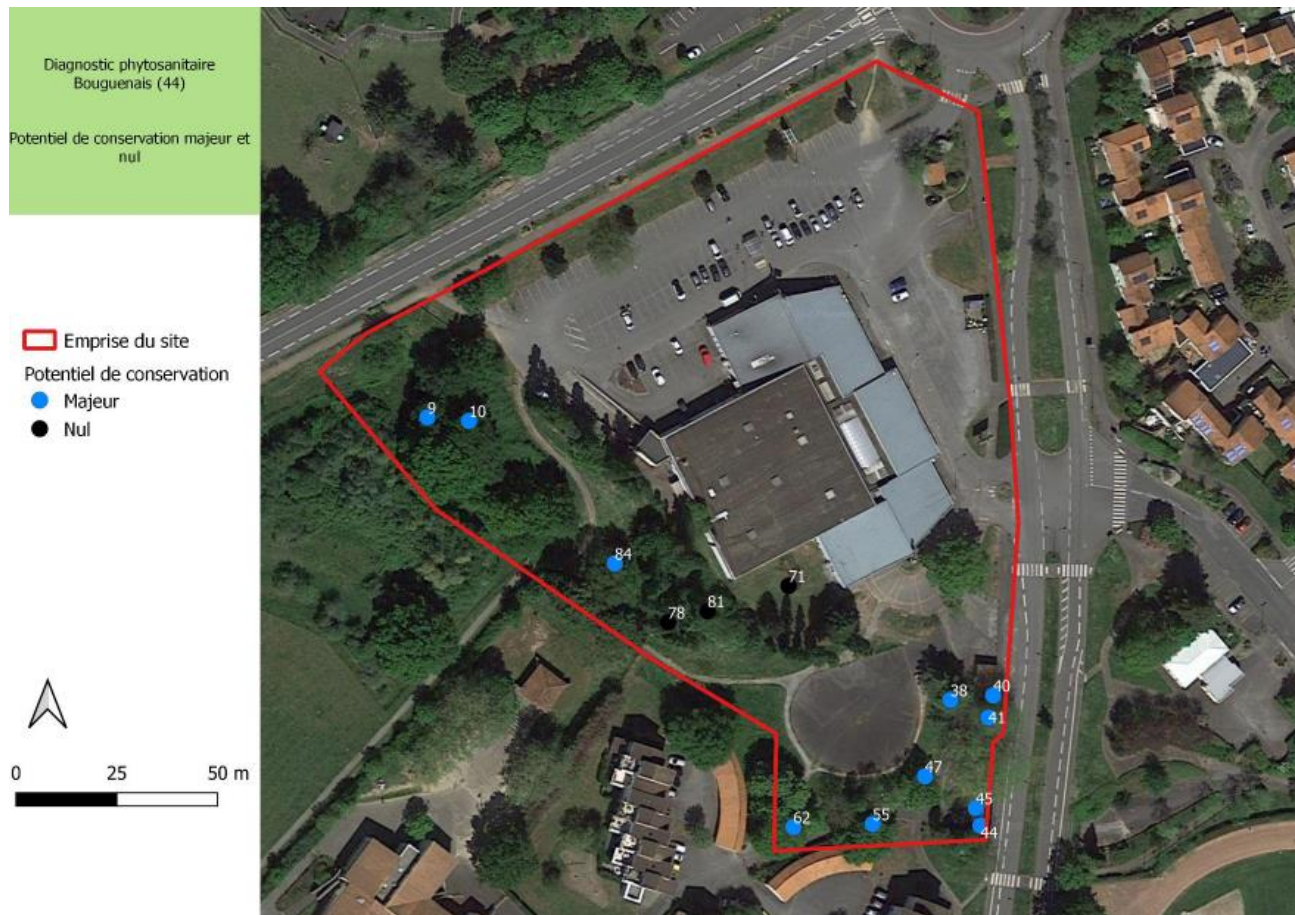 Diagnostic phytosanitaire
Bouguenais (44)
Potentiel de conservation majeur et
nul
Emprise du site
Potentiel de conservation
Majeur
Nul
0 25 50 m
9
10
84
71
81
78
38
40
41
47
45
44
55
62